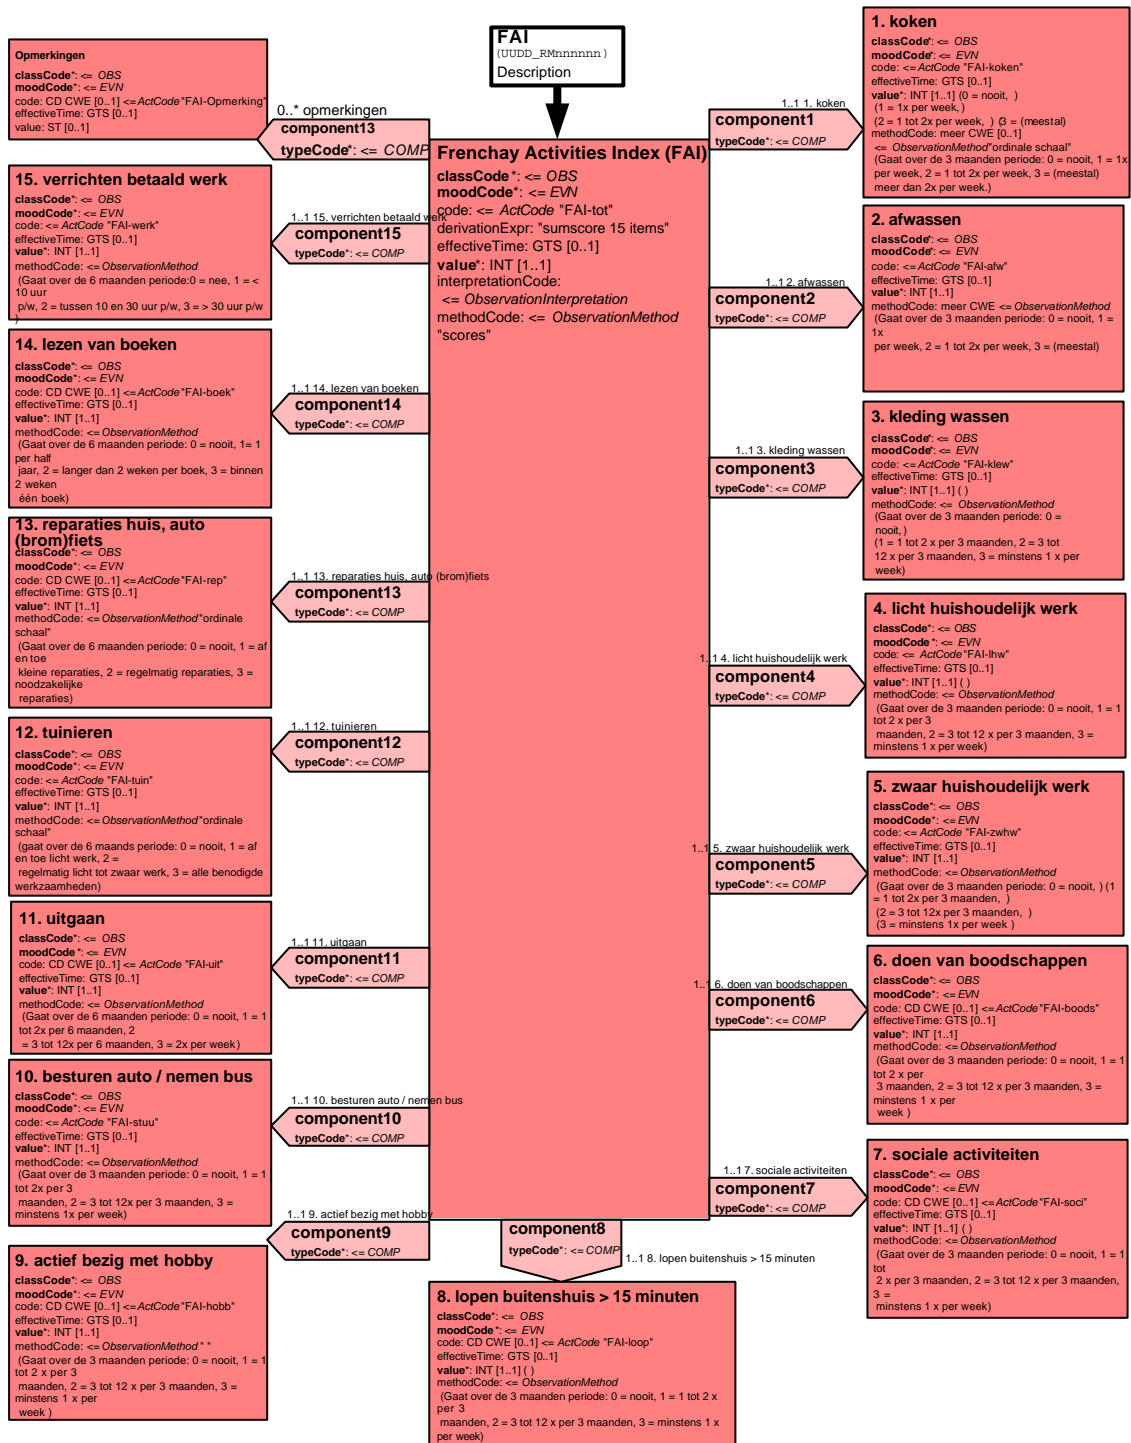 FAI
(UUDD_RMnnnnnn )
Description
Frenchay Activities Index (FAI)
classCode*: <= OBS
moodCode*: <= EVN
code: <= ActCode "FAI-tot"
derivationExpr: "sumscore 15 items"
effectiveTime: GTS [0..1]
value*: INT [1..1]
interpretationCode:
<= ObservationInterpretation
methodCode: <= ObservationMethod
"scores"
1..1 1. koken
component1
typeCode*: <= COMP
1. koken
classCode*: <= OBS
moodCode*: <= EVN
code: <= ActCode "FAI-koken"
effectiveTime: GTS [0..1]
value*: INT [1..1] (0 = nooit, )
(1 = 1x per week, )
(2 = 1 tot 2x per week, ) (3 = (meestal)
methodCode: meer CWE [0..1]
<= ObservationMethod"ordinale schaal"
(Gaat over de 3 maanden periode: 0 = nooit, 1 = 1x
per week, 2 = 1 tot 2x per week, 3 = (meestal)
meer dan 2x per week.)
1..1 2. afwassen
component2
typeCode*: <= COMP
2. afwassen
classCode*: <= OBS
moodCode*: <= EVN
code: <= ActCode "FAI-afw"
effectiveTime: GTS [0..1]
value*: INT [1..1]
methodCode: meer CWE <= ObservationMethod
(Gaat over de 3 maanden periode: 0 = nooit, 1 =
1x
per week, 2 = 1 tot 2x per week, 3 = (meestal)
1..1 3. kleding wassen
component3
typeCode*: <= COMP
3. kleding wassen
classCode*: <= OBS
moodCode*: <= EVN
code: <= ActCode "FAI-klew"
effectiveTime: GTS [0..1]
value*: INT [1..1] ( )
methodCode: <= ObservationMethod
(Gaat over de 3 maanden periode: 0 =
nooit, )
(1 = 1 tot 2 x per 3 maanden, 2 = 3 tot
12 x per 3 maanden, 3 = minstens 1 x per
week)
1..1 4. licht huishoudelijk werk
component4
typeCode*: <= COMP
4. licht huishoudelijk werk
classCode*: <= OBS
moodCode*: <= EVN
code: <= ActCode "FAI-lhw"
effectiveTime: GTS [0..1]
value*: INT [1..1] ( )
methodCode: <= ObservationMethod
(Gaat over de 3 maanden periode: 0 = nooit, 1 = 1
tot 2 x per 3
maanden, 2 = 3 tot 12 x per 3 maanden, 3 =
minstens 1 x per week)
1..1 5. zwaar huishoudelijk werk
component5
typeCode*: <= COMP
5. zwaar huishoudelijk werk
classCode*: <= OBS
moodCode*: <= EVN
code: <= ActCode "FAI-zwhw"
effectiveTime: GTS [0..1]
value*: INT [1..1]
methodCode: <= ObservationMethod
(Gaat over de 3 maanden periode: 0 = nooit, ) (1
= 1 tot 2x per 3 maanden, )
(2 = 3 tot 12x per 3 maanden, )
(3 = minstens 1x per week )
1..1 6. doen van boodschappen
component6
typeCode*: <= COMP
6. doen van boodschappen
classCode*: <= OBS
moodCode*: <= EVN
code: CD CWE [0..1] <= ActCode "FAI-boods"
effectiveTime: GTS [0..1]
value*: INT [1..1]
methodCode: <= ObservationMethod
(Gaat over de 3 maanden periode: 0 = nooit, 1 = 1
tot 2 x per
3 maanden, 2 = 3 tot 12 x per 3 maanden, 3 =
minstens 1 x per
week )
1..1 7. sociale activiteiten
component7
typeCode*: <= COMP
7. sociale activiteiten
classCode*: <= OBS
moodCode*: <= EVN
code: CD CWE [0..1] <= ActCode "FAI-soci"
effectiveTime: GTS [0..1]
value*: INT [1..1] ( )
methodCode: <= ObservationMethod
(Gaat over de 3 maanden periode: 0 = nooit, 1 = 1
tot
2 x per 3 maanden, 2 = 3 tot 12 x per 3 maanden,
3 =
minstens 1 x per week)
component8
typeCode*: <= COMP
1..1 8. lopen buitenshuis > 15 minuten
8. lopen buitenshuis > 15 minuten
classCode*: <= OBS
moodCode*: <= EVN
code: CD CWE [0..1] <= ActCode "FAI-loop"
effectiveTime: GTS [0..1]
value*: INT [1..1] ( )
methodCode: <= ObservationMethod
(Gaat over de 3 maanden periode: 0 = nooit, 1 = 1 tot 2 x
per 3
maanden, 2 = 3 tot 12 x per 3 maanden, 3 = minstens 1 x
per week)
1..1 9. actief bezig met hobby
component9
typeCode*: <= COMP
9. actief bezig met hobby
classCode*: <= OBS
moodCode*: <= EVN
code: CD CWE [0..1] <= ActCode "FAI-hobb"
effectiveTime: GTS [0..1]
value*: INT [1..1]
methodCode: <= ObservationMethod " "
(Gaat over de 3 maanden periode: 0 = nooit, 1 = 1
tot 2 x per 3
maanden, 2 = 3 tot 12 x per 3 maanden, 3 =
minstens 1 x per
week )
1..1 10. besturen auto / nemen bus
component10
typeCode*: <= COMP
10. besturen auto / nemen bus
classCode*: <= OBS
moodCode*: <= EVN
code: <= ActCode "FAI-stuu"
effectiveTime: GTS [0..1]
value*: INT [1..1]
methodCode: <= ObservationMethod
(Gaat over de 3 maanden periode: 0 = nooit, 1 = 1
tot 2x per 3
maanden, 2 = 3 tot 12x per 3 maanden, 3 =
minstens 1x per week)
1..1 11. uitgaan
component11
typeCode*: <= COMP
11. uitgaan
classCode*: <= OBS
moodCode*: <= EVN
code: CD CWE [0..1] <= ActCode "FAI-uit"
effectiveTime: GTS [0..1]
value*: INT [1..1]
methodCode: <= ObservationMethod
(Gaat over de 6 maanden periode: 0 = nooit, 1 = 1
tot 2x per 6 maanden, 2
= 3 tot 12x per 6 maanden, 3 = 2x per week )
1..1 12. tuinieren
component12
typeCode*: <= COMP
12. tuinieren
classCode*: <= OBS
moodCode*: <= EVN
code: <= ActCode "FAI-tuin"
effectiveTime: GTS [0..1]
value*: INT [1..1]
methodCode: <= ObservationMethod "ordinale
schaal"
(gaat over de 6 maands periode: 0 = nooit, 1 = af
en toe licht werk, 2 =
regelmatig licht tot zwaar werk, 3 = alle benodigde
werkzaamheden)
1..1 13. reparaties huis, auto (brom)fiets
component13
typeCode*: <= COMP
13. reparaties huis, auto
(brom)fiets
classCode*: <= OBS
moodCode*: <= EVN
code: CD CWE [0..1] <= ActCode "FAI-rep"
effectiveTime: GTS [0..1]
value*: INT [1..1]
methodCode: <= ObservationMethod "ordinale
schaal"
(Gaat over de 6 maanden periode: 0 = nooit, 1 = af
en toe
kleine reparaties, 2 = regelmatig reparaties, 3 =
noodzakelijke
reparaties)
1..1 14. lezen van boeken
component14
typeCode*: <= COMP
14. lezen van boeken
classCode*: <= OBS
moodCode*: <= EVN
code: CD CWE [0..1] <= ActCode "FAI-boek"
effectiveTime: GTS [0..1]
value*: INT [1..1]
methodCode: <= ObservationMethod
(Gaat over de 6 maanden periode: 0 = nooit, 1= 1
per half
jaar, 2 = langer dan 2 weken per boek, 3 = binnen
2 weken
één boek)
1..1 15. verrichten betaald werk
component15
typeCode*: <= COMP
15. verrichten betaald werk
classCode*: <= OBS
moodCode*: <= EVN
code: <= ActCode "FAI-werk"
effectiveTime: GTS [0..1]
value*: INT [1..1]
methodCode: <= ObservationMethod
(Gaat over de 6 maanden periode:0 = nee, 1 = <
10 uur
p/w, 2 = tussen 10 en 30 uur p/w, 3 = > 30 uur p/w
)
0..* opmerkingen
component13
typeCode*: <= COMP
Opmerkingen
classCode*: <= OBS
moodCode*: <= EVN
code: CD CWE [0..1] <= ActCode "FAI-Opmerking"
effectiveTime: GTS [0..1]
value: ST [0..1]